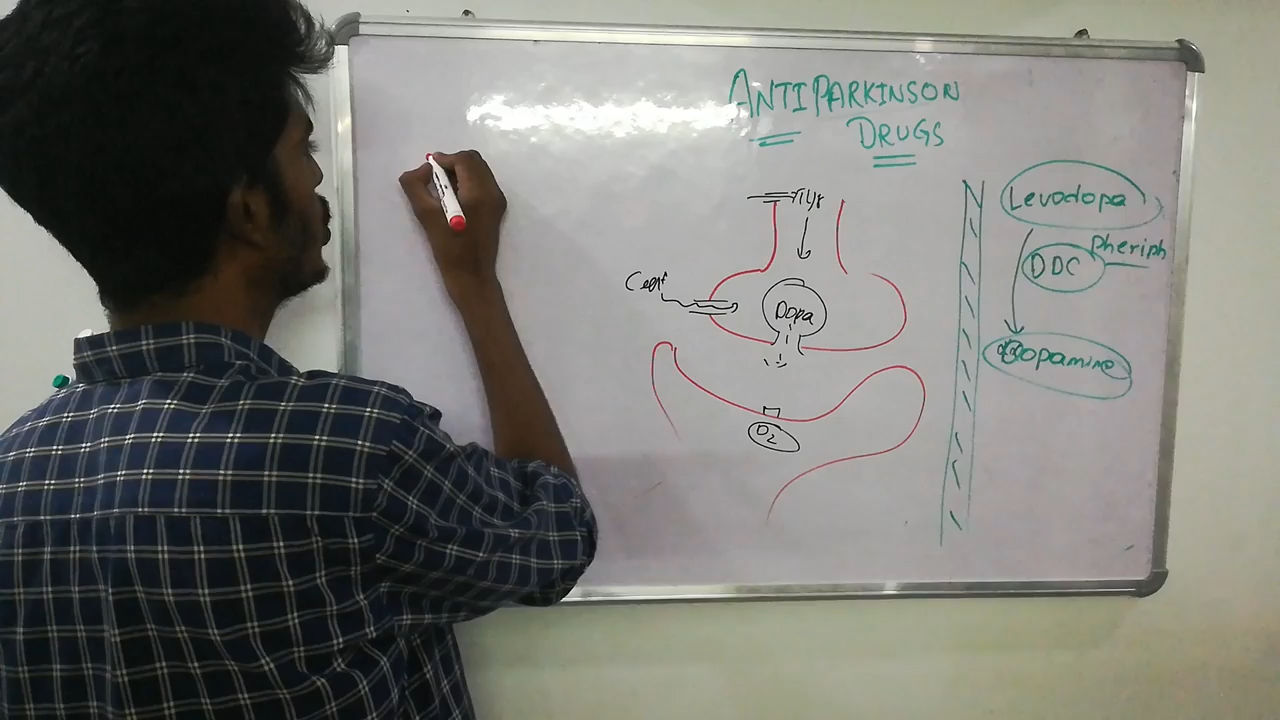 ANTIPARKINSON
DRUGS
Tyr
Dopa
D2
Levodopa
Pheriph
DDC
Dopamine